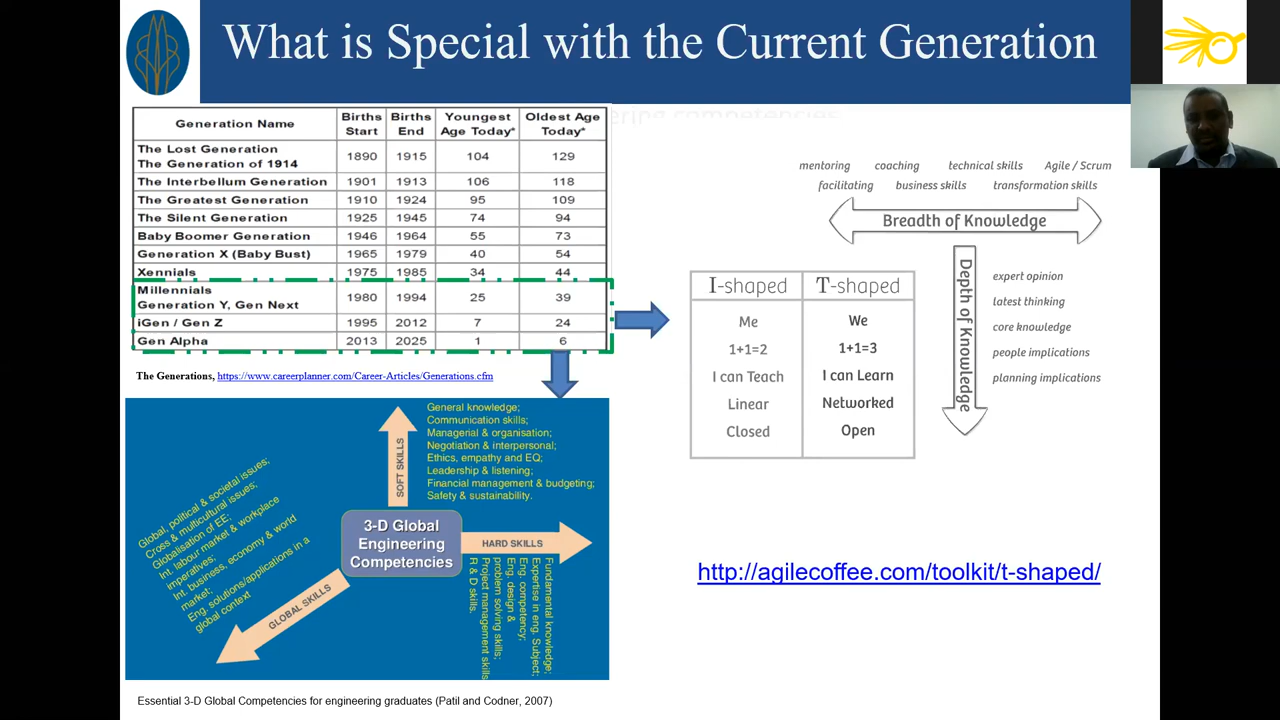 What is Special with the Current Generation
Generation Name Births Start Births End Youngest Age Today* Oldest Age Today*
The Lost Generation
The Generation of 1914 1890 1915 104 129
The Interbellum Generation 1901 1913 106 118
The Greatest Generation 1910 1924 95 109
The Silent Generation 1925 1945 74 94
Baby Boomer Generation 1946 1964 55 73
Generation X (Baby Bust) 1965 1979 40 54
Xennials 1975 1985 34 44
Millennials
Generation Y, Gen Next 1980 1994 25 39
iGen / Gen Z 1995 2012 7 24
Gen Alpha 2013 2025 1 6
The Generations, https://www.careerplanner.com/Career-Articles/Generations.cfm
mentoring coaching technical skills Agile / Scrum
facilitating business skills transformation skills
Breadth of Knowledge
Depth of Knowledge
expert opinion
latest thinking
core knowledge
people implications
planning implications
I-shaped T-shaped
Me We
1+1=2 1+1=3
I can Teach I can Learn
Linear Networked
Closed Open
http://agilecoffee.com/toolkit/t-shaped/
General knowledge;
Communication skills;
Managerial & organisation;
Negotiation & interpersonal;
Ethics, empathy and EQ;
Leadership & listening;
Financial management & budgeting;
Safety & sustainability.
SOFT SKILLS
3-D Global
Engineering
Competencies
HARD SKILLS
Fundamental knowledge;
Expertise in eng. Subject;
Eng. competency;
Eng. design &
problem solving skills;
Project management skills
R & D skills.
GLOBAL SKILLS
Global, political & societal issues;
Cross & multicultural issues;
Globalisation of EE;
Int. labour market & workplace
imperatives;
Int. business, economy & world
market;
Eng. solutions/applications in a
global context
Essential 3-D Global Competencies for engineering graduates (Patil and Codner, 2007)